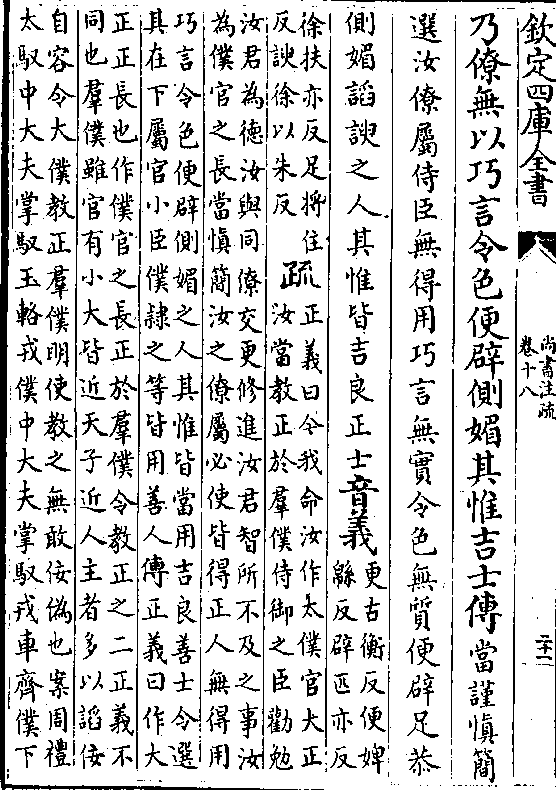 欽定四庫全書
尚書注疏
卷十八
二十一
乃僚無以巧言令色便辟側媚其惟吉士傳當謹慎簡
選汝僚屬侍臣無得用巧言無實令色無質便辟足恭
側媚諂諛之人其惟皆吉良正士音義更古衡反便婢
緜反辟匹亦反
徐扶亦反足將住
反諛徐以朱反
疏正義曰今我命汝作太僕官大正
汝當教正於羣僕侍御之臣勸勉
汝君為德汝與同僚交更修進汝君智所不及之事汝
為僕官之長當慎簡汝之僚屬必使皆得正人無得用
巧言令色便辟側媚之人其惟皆當用吉良善士令選
其在下屬官小臣僕隸之等皆用善人傳正義曰作大
正正長也作僕官之長正於羣僕令教正之二正義不
同也羣僕雖官有小大皆近天子近人主者多以諂佞
自容令大僕教正羣僕明使教之無敢佞偽也案周禮
太馭中大夫掌馭玉輅戎僕中大夫掌馭戎車齊僕下